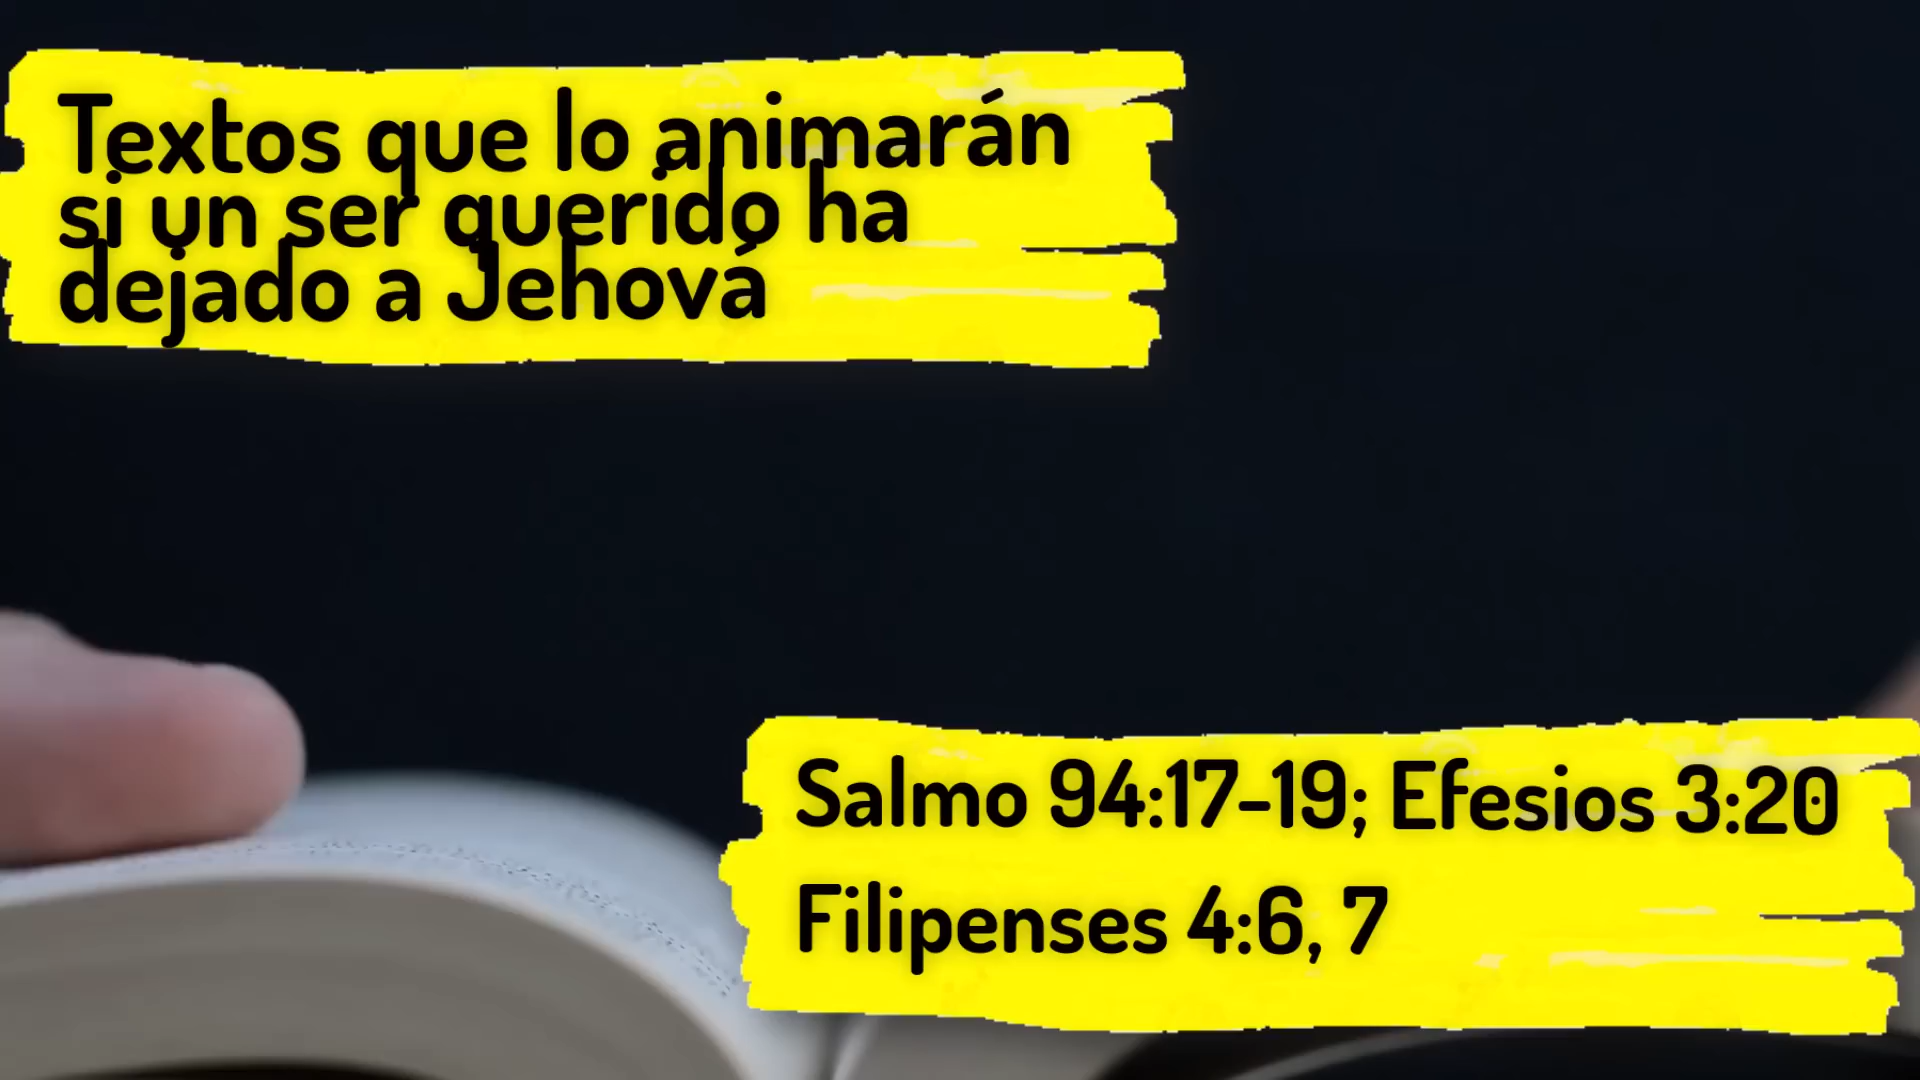 Textos que lo animarán
si un ser querido ha
dejado a Jehová
Salmo 94:17-19; Efesios 3:20
Filipenses 4:6, 7